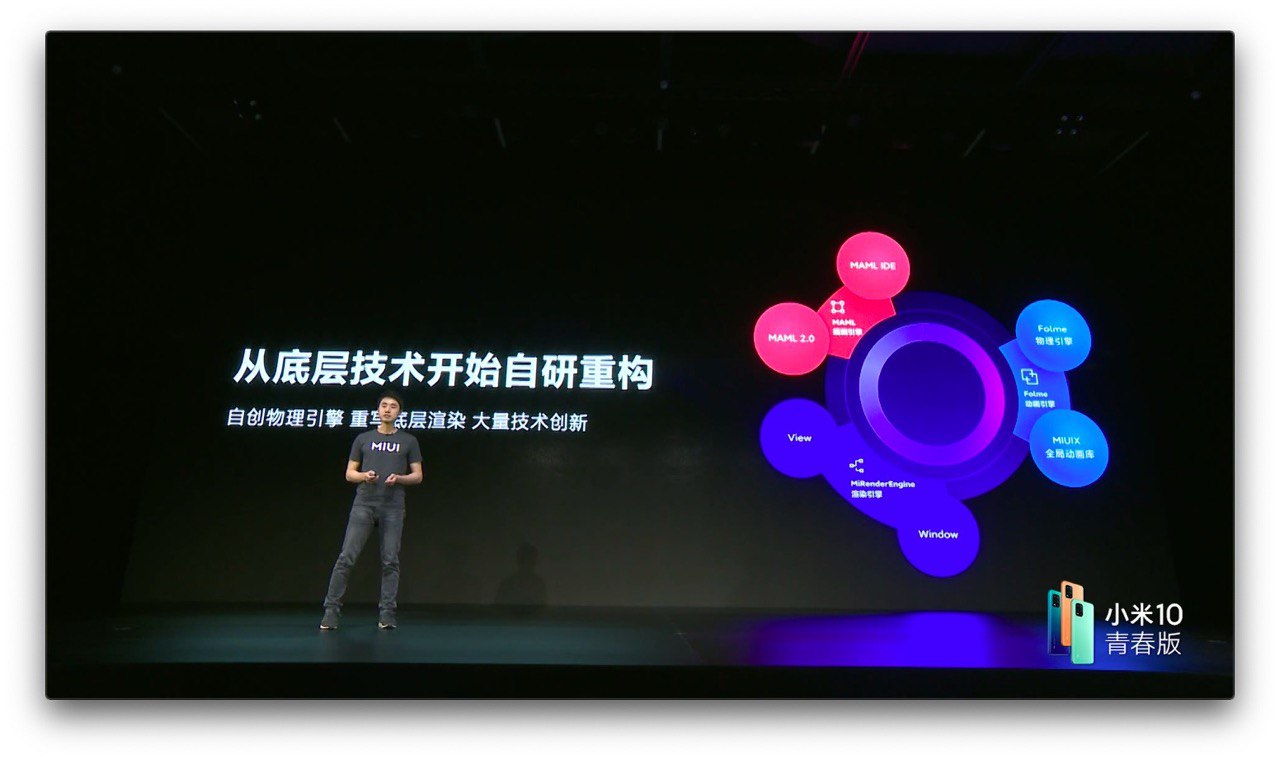 从底层技术开始自研重构
自创物理引擎 重写底层渲染 大量技术创新
MIUI
MAML IDE
MAML 2.0
MAML
Folme
物理引擎
Folme
动画引擎
MIUIX
全局动画库
View
MiRenderEngine
渲染引擎
Window
小米10
青春版